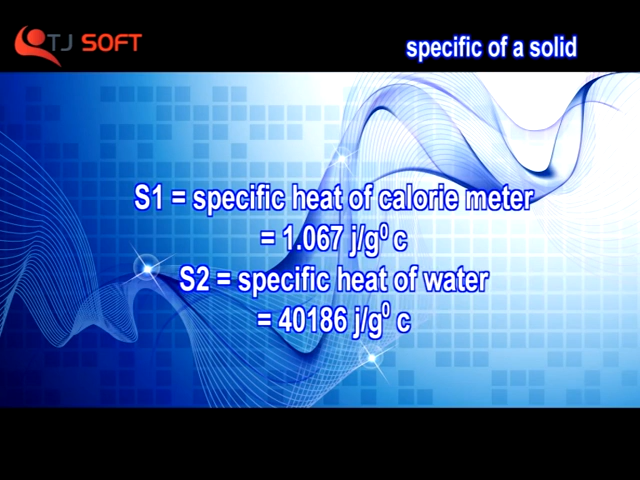 TJ SOFT
specific of a solid
S1 = specific heat of calorie meter
= 1.067 j/g⁰ c
S2 = specific heat of water
= 40186 j/g⁰ c